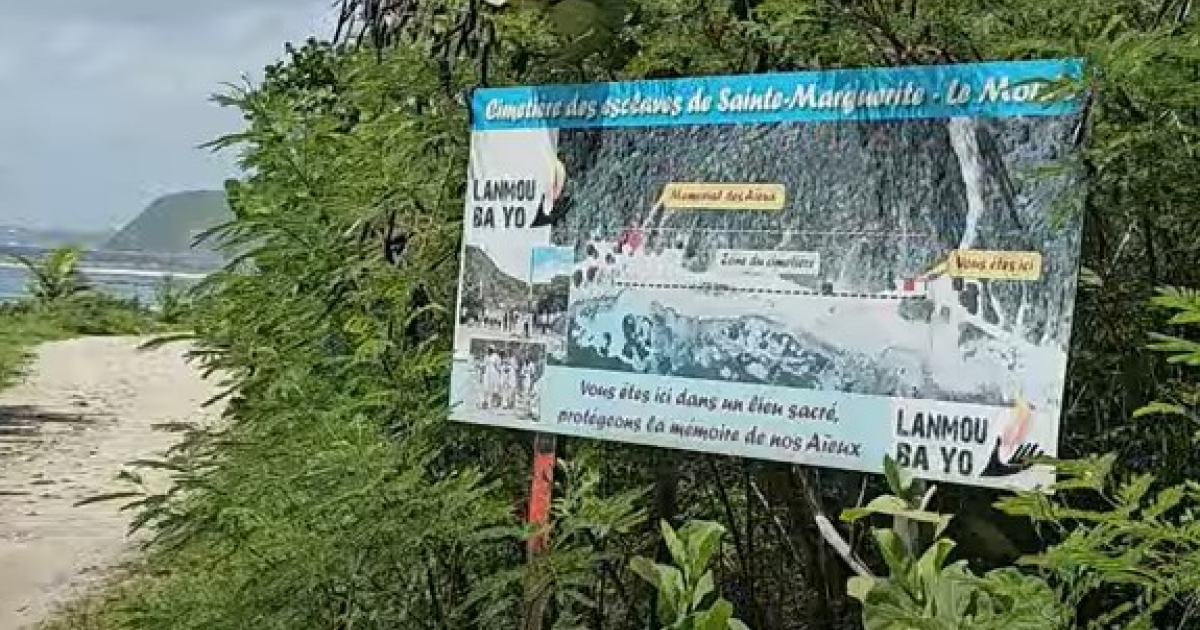 Cimetière des esclaves de Sainte-Marguerite - Le Mo
LANMOU
BA YO
Mémorial des Aïeux
Zone du cimetière
Vous êtes ici
Vous êtes ici dans un lieu sacré,
protégeons la mémoire de nos Aïeux
LANMOU
BA YO